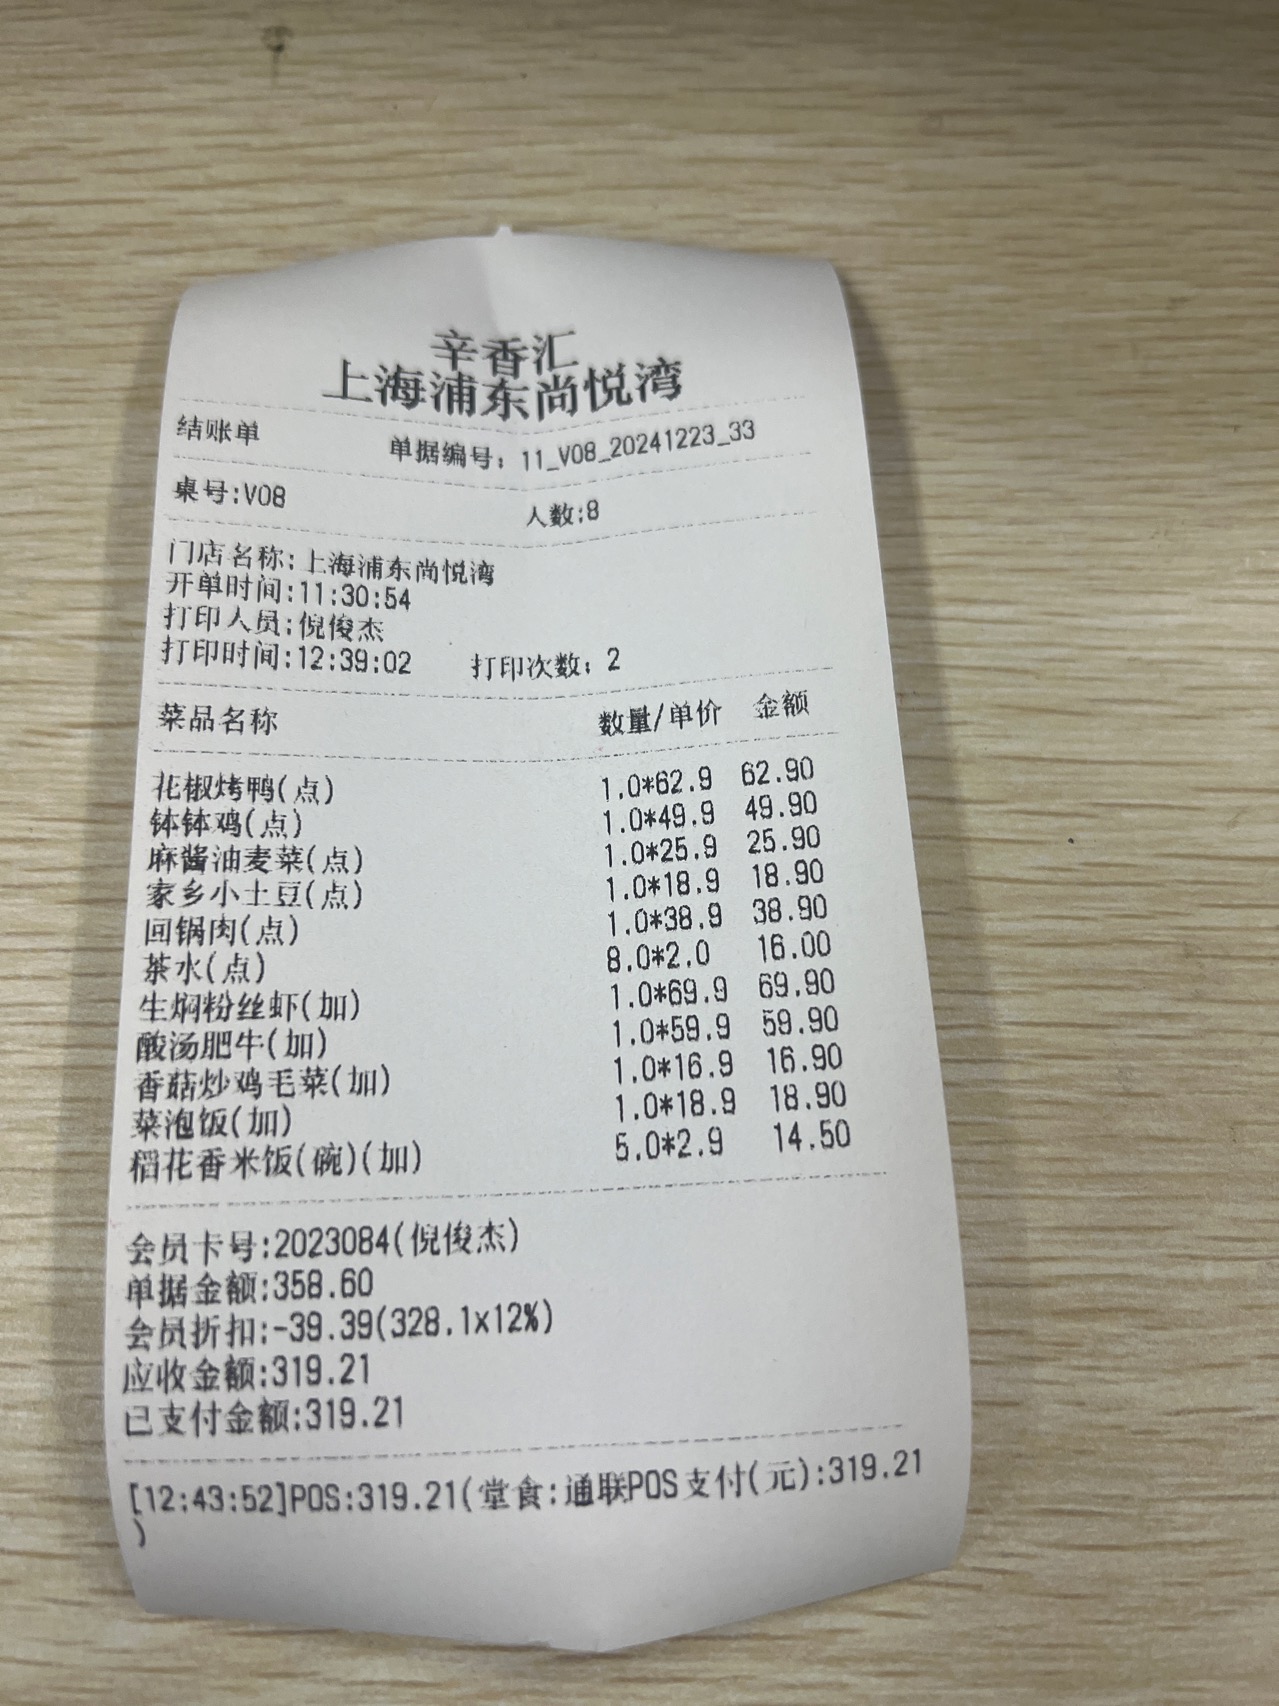 辛香汇
上海浦东尚悦湾
结账单 单据编号：11_V08_20241223_33
桌号:V08 人数:8
门店名称:上海浦东尚悦湾
开单时间:11:30:54
打印人员:倪俊杰
打印时间:12:39:02 打印次数：2
菜品名称 数量/单价 金额
花椒烤鸭(点) 1.0*62.9 62.90
钵钵鸡(点) 1.0*49.9 49.90
麻酱油麦菜(点) 1.0*25.9 25.90
家乡小土豆(点) 1.0*18.9 18.90
回锅肉(点) 1.0*38.9 38.90
茶水(点) 8.0*2.0 16.00
生焖粉丝虾(加) 1.0*69.9 69.90
酸汤肥牛(加) 1.0*59.9 59.90
香菇炒鸡毛菜(加) 1.0*16.9 16.90
菜泡饭(加) 1.0*18.9 18.90
稻花香米饭(碗)(加) 5.0*2.9 14.50
会员卡号:2023084(倪俊杰)
单据金额:358.60
会员折扣:-39.39(328.1x12%)
应收金额:319.21
已支付金额:319.21
[12:43:52]POS:319.21(堂食:通联POS支付(元):319.21
)